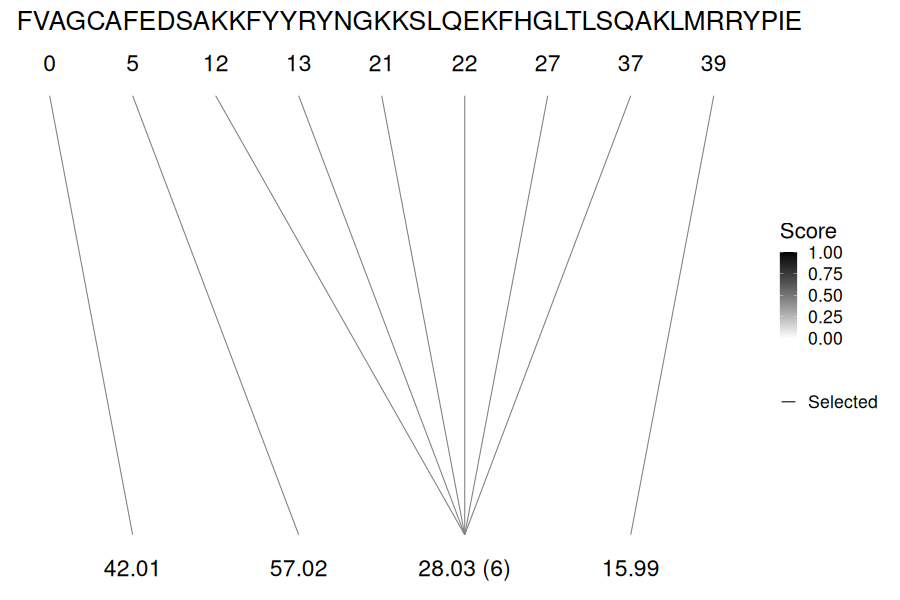 FVAGCAFEDSAKKFYYRYNGKKSLQEKFHGLTLSQAKLMRRYPIE
0 5 12 13 21 22 27 37 39
Score
1.00
0.75
0.50
0.25
0.00
Selected
42.01 57.02 28.03 (6) 15.99